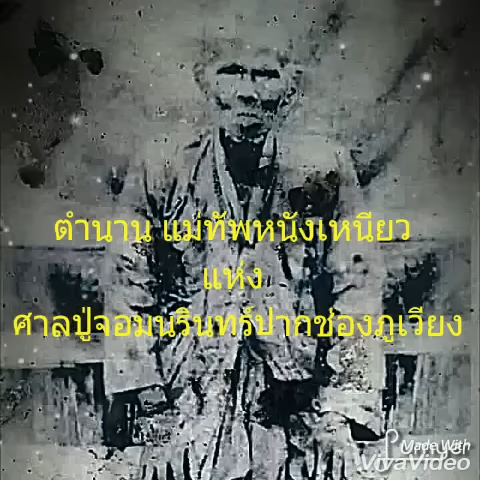 ตำนาน แม่ทัพหนังเหนียว
แห่ง
ศาลปู่จอมนรินทร์ปากช่องภูเวียง
Made With
VivaVideo